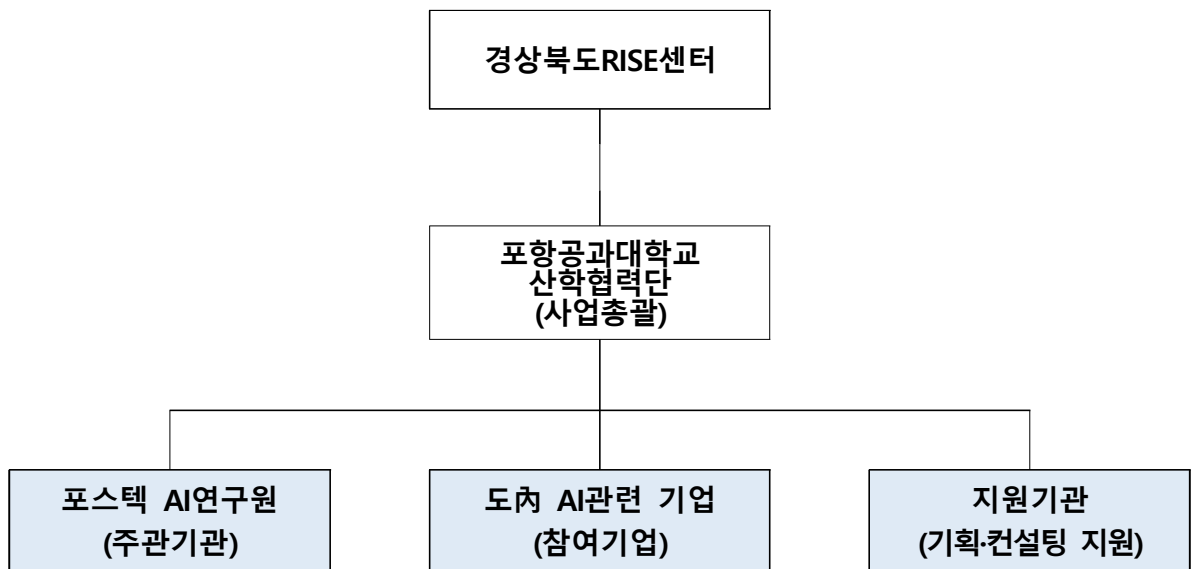 경상북도RISE센터
포항공과대학교
산학협력단
(사업총괄)
포스텍 AI연구원
(주관기관)
도內 AI관련 기업
(참여기업)
지원기관
(기획·컨설팅 지원)